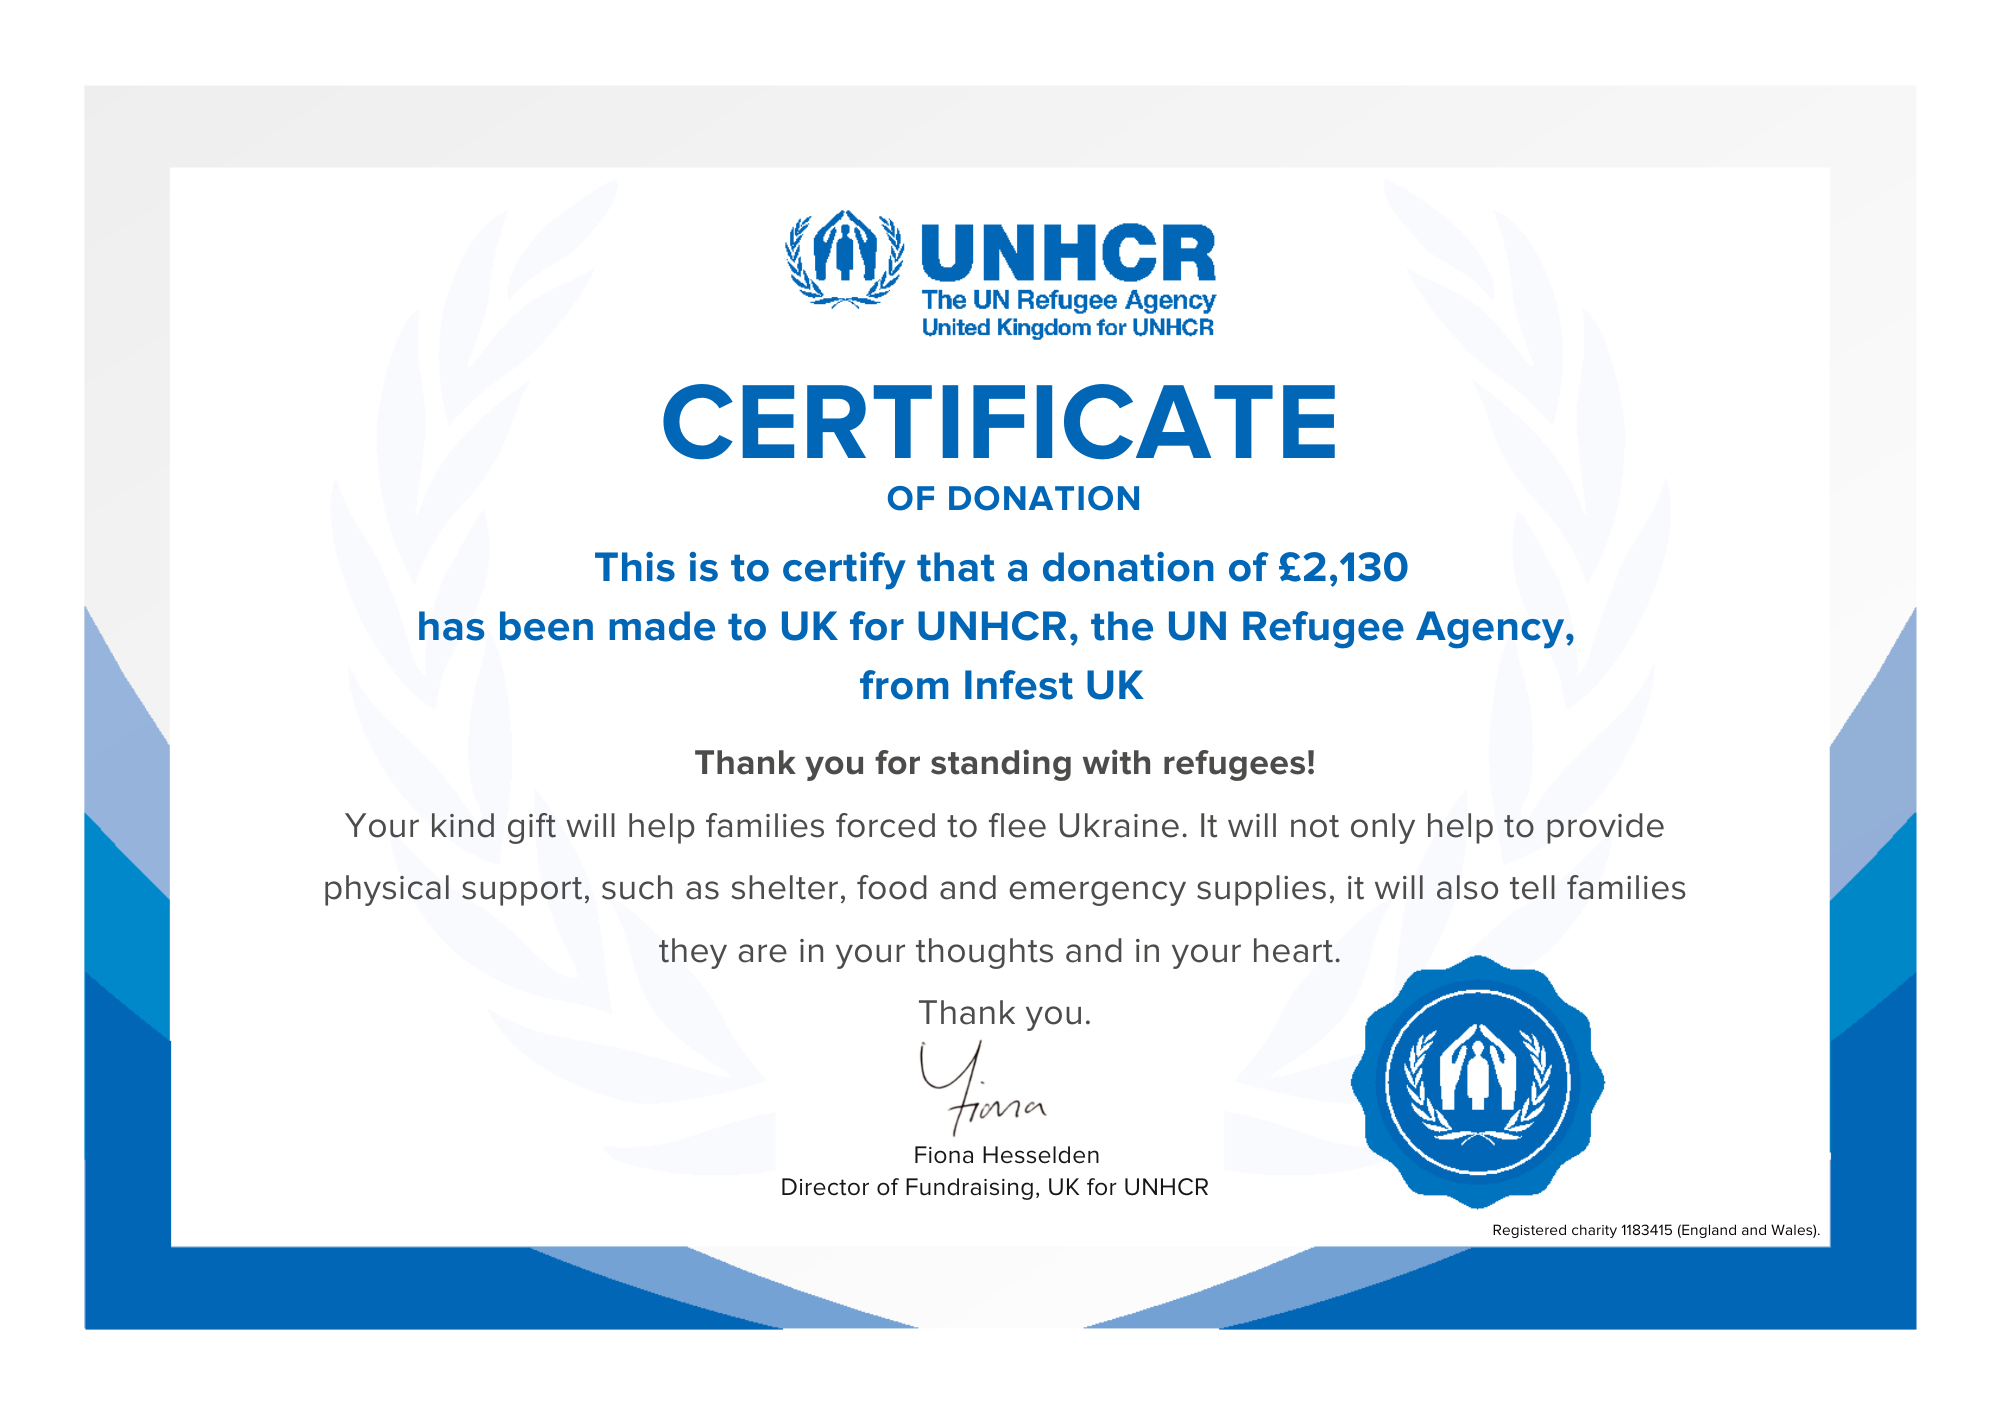 UNHCR
The UN Refugee Agency
United Kingdom for UNHCR
CERTIFICATE
OF DONATION
This is to certify that a donation of £2,130
has been made to UK for UNHCR, the UN Refugee Agency,
from Infest UK
Thank you for standing with refugees!
Your kind gift will help families forced to flee Ukraine. It will not only help to provide
physical support, such as shelter, food and emergency supplies, it will also tell families
they are in your thoughts and in your heart.
Thank you.
Fiona
Fiona Hesselden
Director of Fundraising, UK for UNHCR
Registered charity 1183415 (England and Wales).